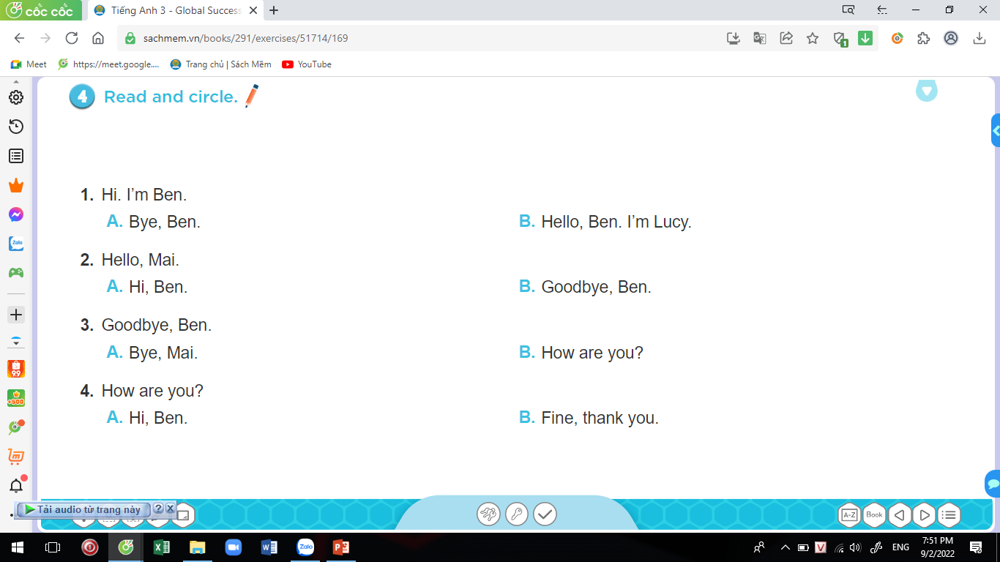 cốc cốc
Tiếng Anh 3 - Global Success
sachmem.vn/books/291/exercises/51714/169
1
Meet
https://meet.google....
Trang chủ | Sách Mềm
YouTube
4 Read and circle.
1. Hi. I'm Ben.
A. Bye, Ben.
B. Hello, Ben. I'm Lucy.
2. Hello, Mai.
A. Hi, Ben.
B. Goodbye, Ben.
3. Goodbye, Ben.
A. Bye, Mai.
B. How are you?
4. How are you?
A. Hi, Ben.
B. Fine, thank you.
Zalo
99
+500
Tải audio từ trang này
?
A-Z
Book
Zalo
V
ENG
7:51 PM
9/2/2022